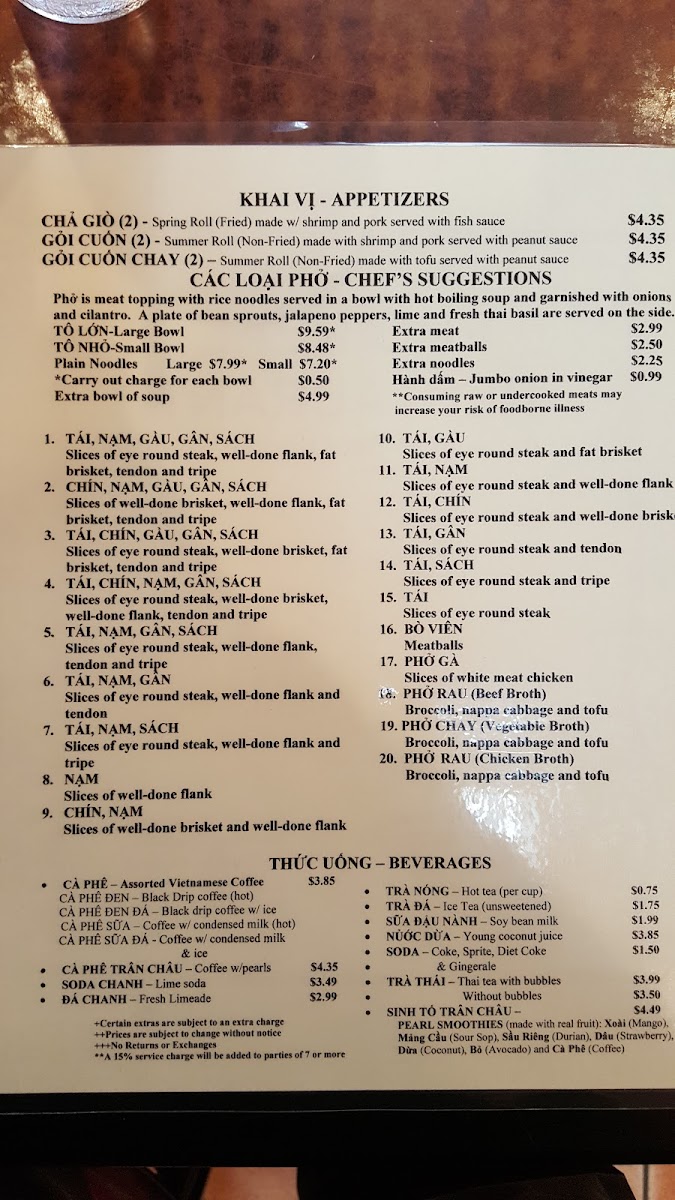 KHAI VỊ - APPETIZERS
CHẢ GIÒ (2) - Spring Roll (Fried) made w/ shrimp and pork served with fish sauce $4.35
GỎI CUỐN (2) - Summer Roll (Non-Fried) made with shrimp and pork served with peanut sauce $4.35
GỎI CUỐN CHAY (2) – Summer Roll (Non-Fried) made with tofu served with peanut sauce $4.35
CÁC LOẠI PHỞ - CHEF'S SUGGESTIONS
Phở is meat topping with rice noodles served in a bowl with hot boiling soup and garnished with onions
and cilantro. A plate of bean sprouts, jalapeno peppers, lime and fresh thai basil are served on the side.
TÔ LỚN-Large Bowl $9.59*
TÔ NHỎ-Small Bowl $8.48*
Plain Noodles Large $7.99* Small $7.20*
*Carry out charge for each bowl $0.50
Extra bowl of soup $4.99
Extra meat $2.99
Extra meatballs $2.50
Extra noodles $2.25
Hành dấm – Jumbo onion in vinegar $0.99
**Consuming raw or undercooked meats may
increase your risk of foodborne illness
1. TÁI, NẠM, GÀU, GÂN, SÁCH
Slices of eye round steak, well-done flank, fat
brisket, tendon and tripe
2. CHÍN, NẠM, GÀU, GÂN, SÁCH
Slices of well-done brisket, well-done flank, fat
brisket, tendon and tripe
3. TÁI, CHÍN, GÀU, GÂN, SÁCH
Slices of eye round steak, well-done brisket, fat
brisket, tendon and tripe
4. TÁI, CHÍN, NẠM, GÂN, SÁCH
Slices of eye round steak, well-done brisket,
well-done flank, tendon and tripe
5. TÁI, NẠM, GÂN, SÁCH
Slices of eye round steak, well-done flank,
tendon and tripe
6. TÁI, NẠM, GÂN
Slices of eye round steak, well-done flank and
tendon
7. TÁI, NẠM, SÁCH
Slices of eye round steak, well-done flank and
tripe
8. NẠM
Slices of well-done flank
9. CHÍN, NẠM
Slices of well-done brisket and well-done flank
10. TÁI, GÀU
Slices of eye round steak and fat brisket
11. TÁI, NẠM
Slices of eye round steak and well-done flank
12. TÁI, CHÍN
Slices of eye round steak and well-done brisk
13. TÁI, GÂN
Slices of eye round steak and tendon
14. TÁI, SÁCH
Slices of eye round steak and tripe
15. TÁI
Slices of eye round steak
16. BÒ VIÊN
Meatballs
17. PHỞ GÀ
Slices of white meat chicken
18. PHỞ RAU (Beef Broth)
Broccoli, nappa cabbage and tofu
19. PHỞ CHAY (Vegetable Broth)
Broccoli, nappa cabbage and tofu
20. PHỞ RAU (Chicken Broth)
Broccoli, nappa cabbage and tofu
THỨC UỐNG – BEVERAGES
• CÀ PHÊ – Assorted Vietnamese Coffee $3.85
CÀ PHÊ ĐEN – Black Drip coffee (hot)
CÀ PHÊ ĐEN ĐÁ – Black drip coffee w/ ice
CÀ PHÊ SỮA – Coffee w/ condensed milk (hot)
CÀ PHÊ SỮA ĐÁ - Coffee w/ condensed milk
& ice
• CÀ PHÊ TRÂN CHÂU – Coffee w/pearls $4.35
• SODA CHANH – Lime soda $3.49
• ĐÁ CHANH – Fresh Limeade $2.99
+Certain extras are subject to an extra charge
++Prices are subject to change without notice
+++No Returns or Exchanges
**A 15% service charge will be added to parties of 7 or more
• TRÀ NÓNG – Hot tea (per cup) $0.75
• TRÀ ĐÁ – Ice Tea (unsweetened) $1.75
• SỮA ĐẬU NÀNH – Soy bean milk $1.99
• NƯỚC DỪA – Young coconut juice $3.85
• SODA – Coke, Sprite, Diet Coke $1.50
• & Gingerale
• TRÀ THÁI – Thai tea with bubbles $3.99
• Without bubbles $3.50
• SINH TỐ TRÂN CHÂU – $4.49
PEARL SMOOTHIES (made with real fruit): Xoài (Mango),
Mãng Cầu (Sour Sop), Sầu Riêng (Durian), Dâu (Strawberry),
Dừa (Coconut), Bỏ (Avocado) and Cà Phê (Coffee)